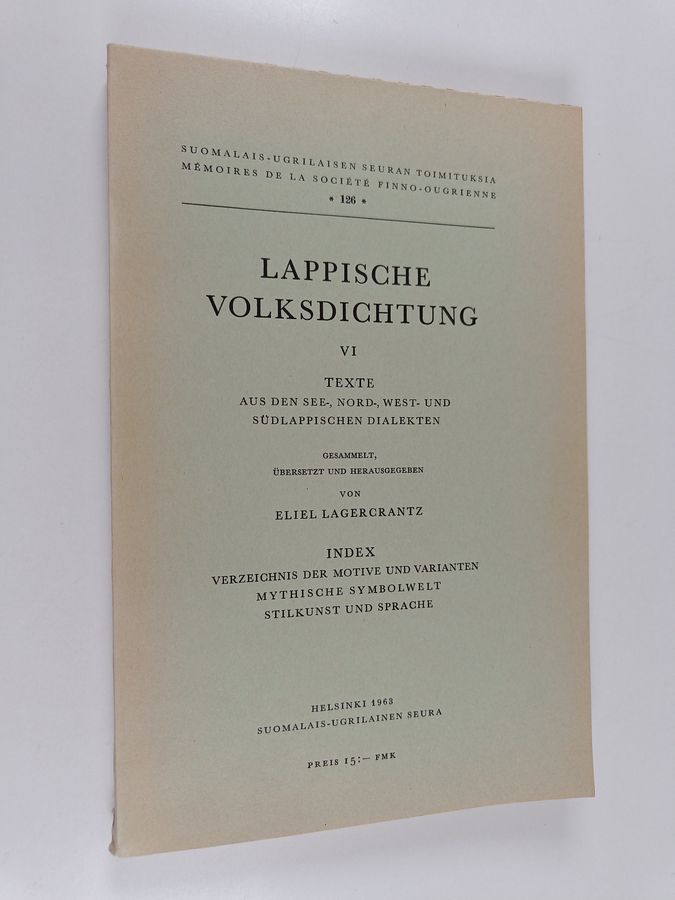 SUOMALAIS-UGRILAISEN SEURAN TOIMITUKSIA
MÉMOIRES DE LA SOCIÉTÉ FINNO-OUGRIENNE
* 126 *
LAPPISCHE
VOLKSDICHTUNG
VI
TEXTE
AUS DEN SEE-, NORD-, WEST- UND
SÜDLAPPISCHEN DIALEKTEN
GESAMMELT,
ÜBERSETZT UND HERAUSGEGEBEN
VON
ELIEL LAGERCRANTZ
INDEX
VERZEICHNIS DER MOTIVE UND VARIANTEN
MYTHISCHE SYMBOLWELT
STILKUNST UND SPRACHE
HELSINKI 1963
SUOMALAIS-UGRILAINEN SEURA
PREIS 15:— FMK